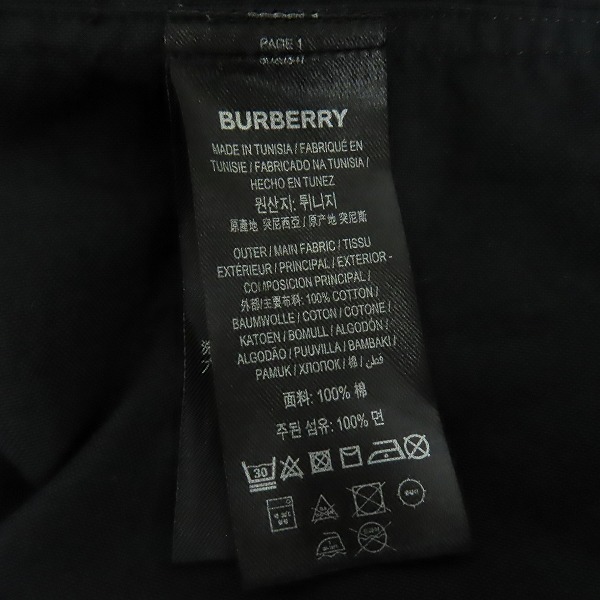 PAGE 1
BURBERRY
MADE IN TUNISIA / FABRIQUÉ EN
TUNISIE / FABRICADO NA TUNISIA /
HECHO EN TUNEZ
원산지: 튀니지
原產地 突尼西亞 / 原产地 突尼斯
OUTER / MAIN FABRIC / TISSU
EXTÉRIEUR / PRINCIPAL / EXTERIOR -
COMPOSICION PRINCIPAL /
外部/主要布料: 100% COTTON /
BAUMWOLLE / COTON / COTONE /
KATOEN / BOMULL / ALGODÓN /
ALGODÃO / PUUVILLA / BAMBAKI /
PAMUK / ХЛОПОК / 棉 / قطن /
面料: 100% 棉
주된 섬유: 100% 면
30